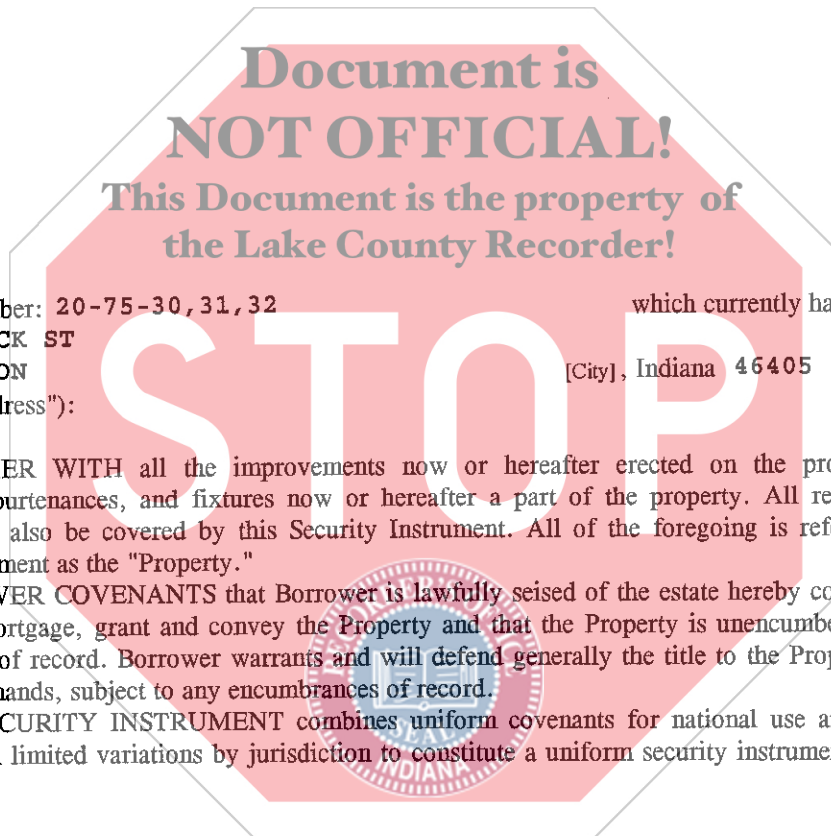 Document is
NOT OFFICIAL!
This Document is the property of
the Lake County Recorder!
ber: 20-75-30,31,32 which currently ha
CK ST
ON [City], Indiana 46405
dress"):
STOP
ER WITH all the improvements now or hereafter erected on the pro
purtenances, and fixtures now or hereafter a part of the property. All re
also be covered by this Security Instrument. All of the foregoing is ref
ment as the "Property."
VER COVENANTS that Borrower is lawfully seised of the estate hereby co
ortgage, grant and convey the Property and that the Property is unencumbe
of record. Borrower warrants and will defend generally the title to the Prop
nands, subject to any encumbrances of record.
CURITY INSTRUMENT combines uniform covenants for national use a
limited variations by jurisdiction to constitute a uniform security instrume
RECORDER'S OFFICE
SEAL
INDIANA